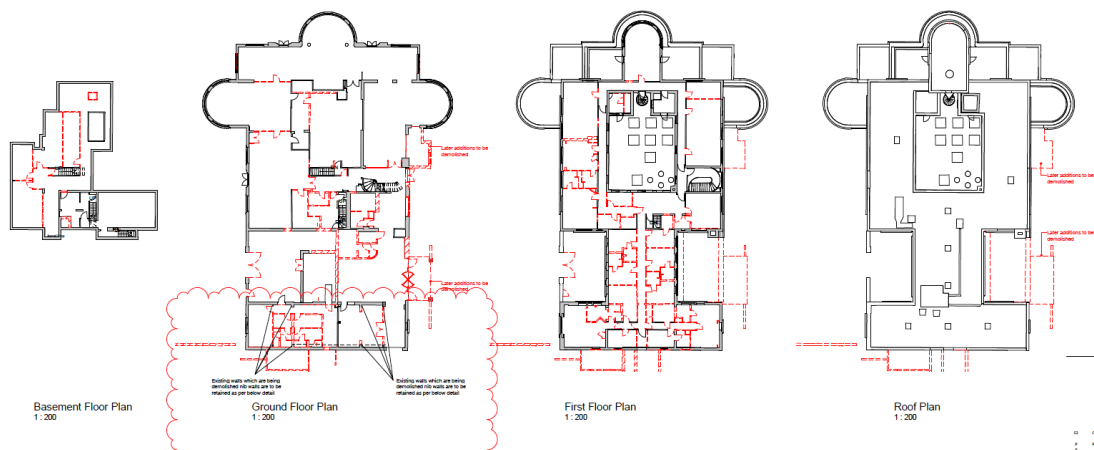 Later additions to be
demolished
Later additions to be
demolished
Later additions to be
demolished
Later additions to be
demolished
Existing walls which are being
demolished nib walls are to be
retained as per below detail
Existing walls which are being
demolished nib walls are to be
retained as per below detail
Basement Floor Plan
1 : 200
Ground Floor Plan
1 : 200
First Floor Plan
1 : 200
Roof Plan
1 : 200